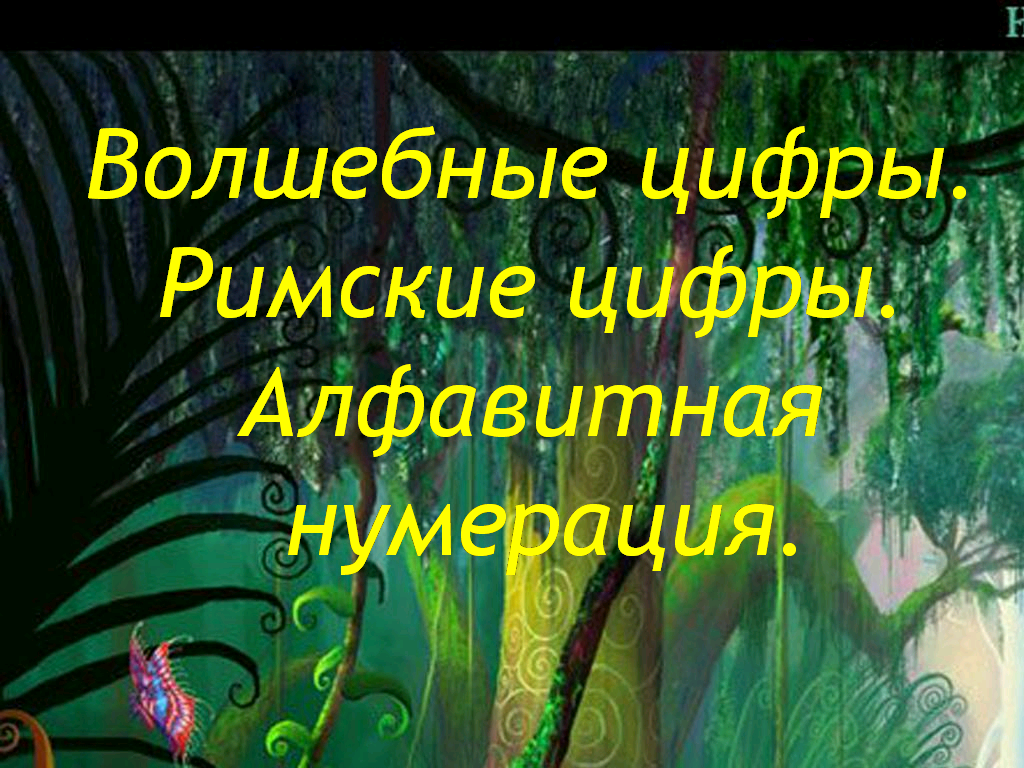 Волшебные цифры.
Римские цифры.
Алфавитная
нумерация.